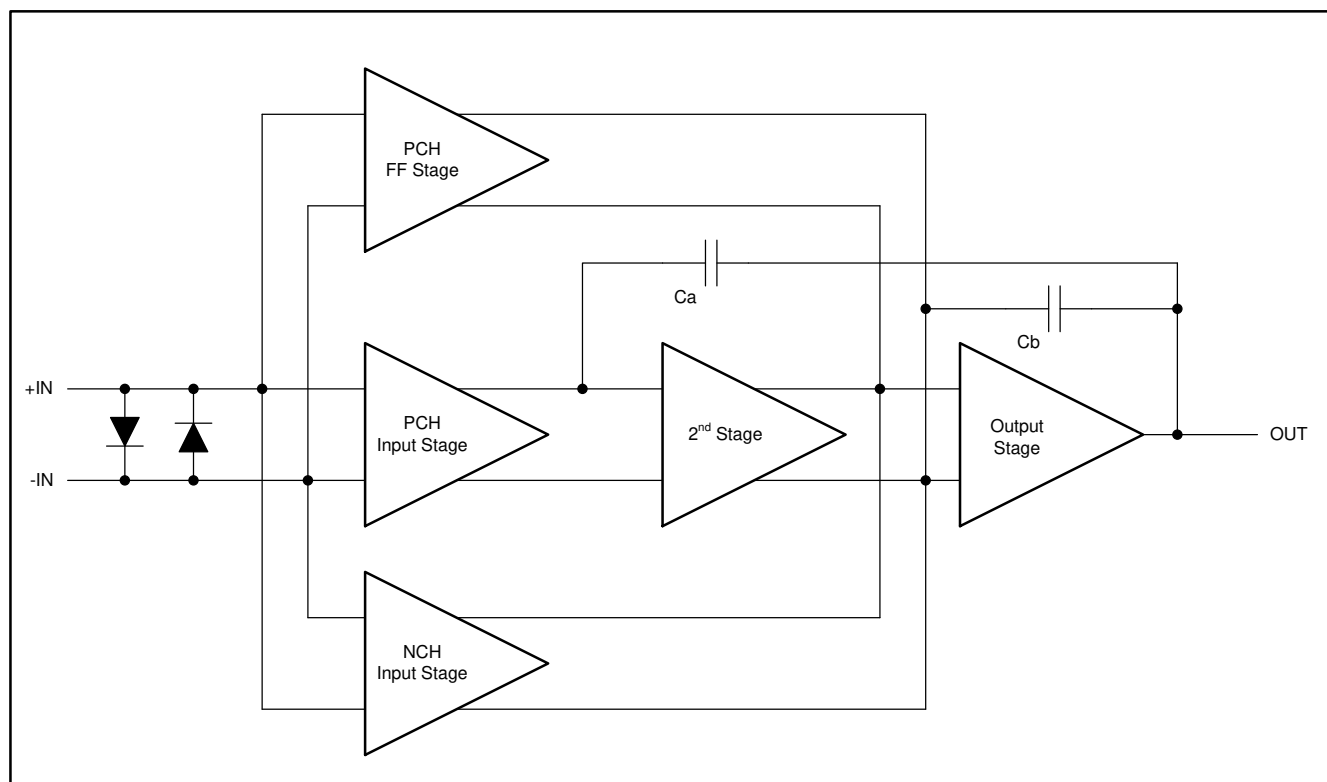 PCH
FF Stage
Ca
Cb
+IN
-IN
PCH
Input Stage
2nd Stage
Output
Stage
OUT
NCH
Input Stage